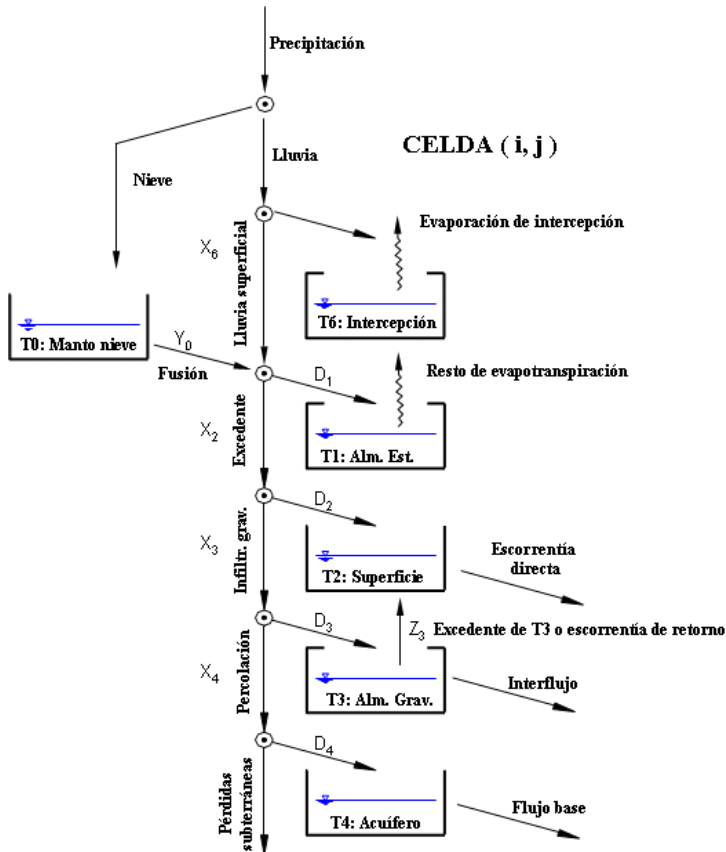 Precipitación
CELDA ( i, j )
Lluvia
Nieve
Evaporación de intercepción
X6
Lluvia superficial
T6: Intercepción
T0: Manto nieve
Y0
Fusión
D1
Resto de evapotranspiración
X2
Excedente
T1: Alm. Est.
D2
X3
Infiltr. grav.
T2: Superficie
Escorrentía
directa
D3
Z3
Excedente de T3 o escorrentía de retorno
X4
Percolación
T3: Alm. Grav.
Interflujo
D4
Pérdidas
subterráneas
T4: Acuífero
Flujo base